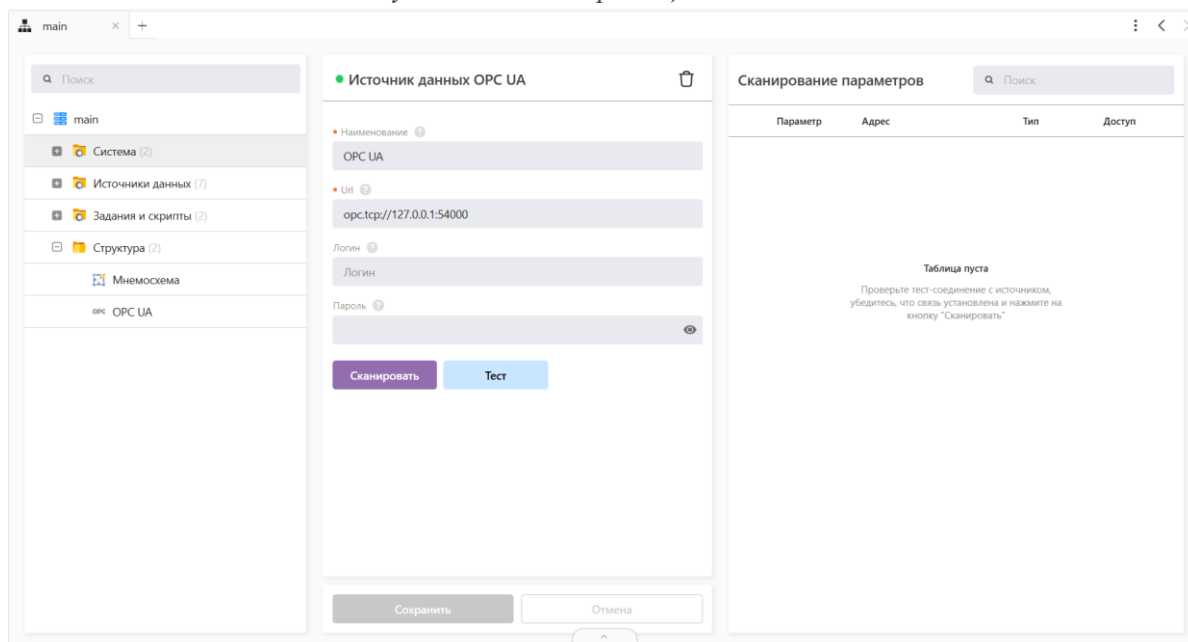 main × +
Поиск
main
Система (2)
Источники данных (7)
Задания и скрипты (2)
Структура (2)
Мнемосхема
OPC OPC UA
Источник данных OPC UA
• Наименование ?
OPC UA
• Url ?
opc.tcp://127.0.0.1:54000
Логин ?
Логин
Пароль ?
Сканировать Тест
Сохранить Отмена
Сканирование параметров Поиск
Параметр Адрес Тип Доступ
Таблица пуста
Проверьте тест-соединение с источником,
убедитесь, что связь установлена и нажмите на
кнопку "Сканировать"